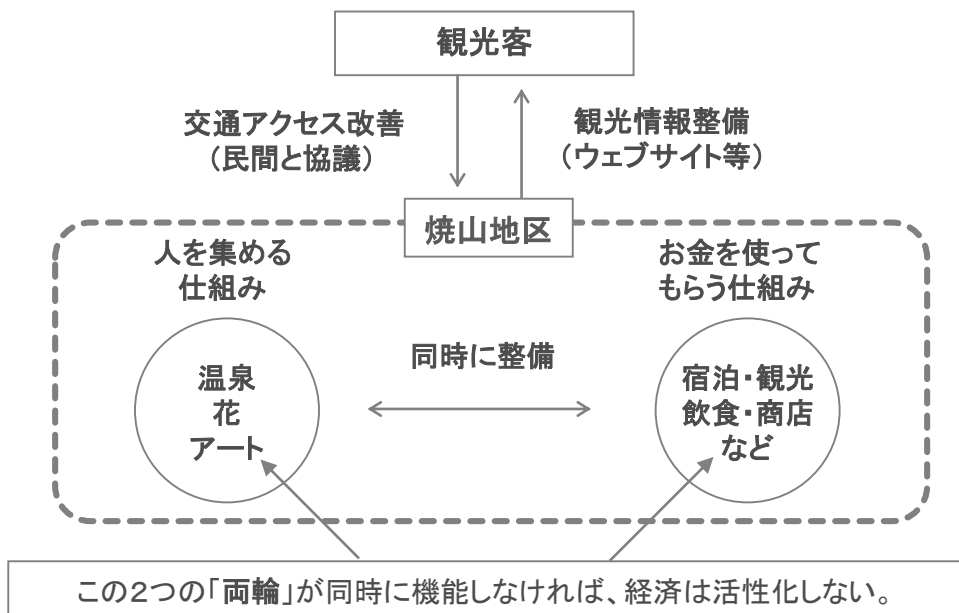 観光客
交通アクセス改善
（民間と協議）
観光情報整備
（ウェブサイト等）
焼山地区
人を集める
仕組み
お金を使って
もらう仕組み
同時に整備
温泉
花
アート
宿泊・観光
飲食・商店
など
この２つの「両輪」が同時に機能しなければ、経済は活性化しない。